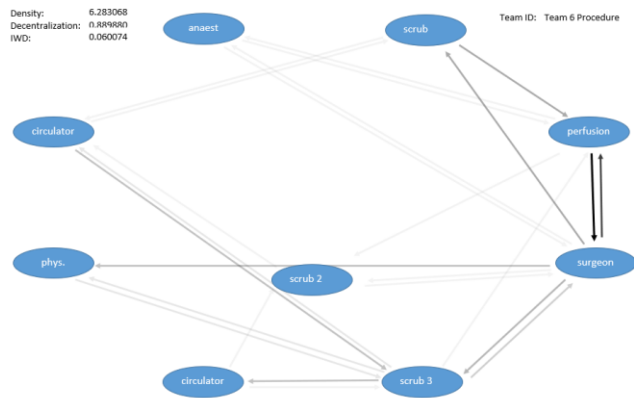 Density: 6.283068
Decentralization: 0.889880
IWD: 0.060074
Team ID: Team 6 Procedure
anaest
scrub
circulator
perfusion
phys.
scrub 2
surgeon
circulator
scrub 3